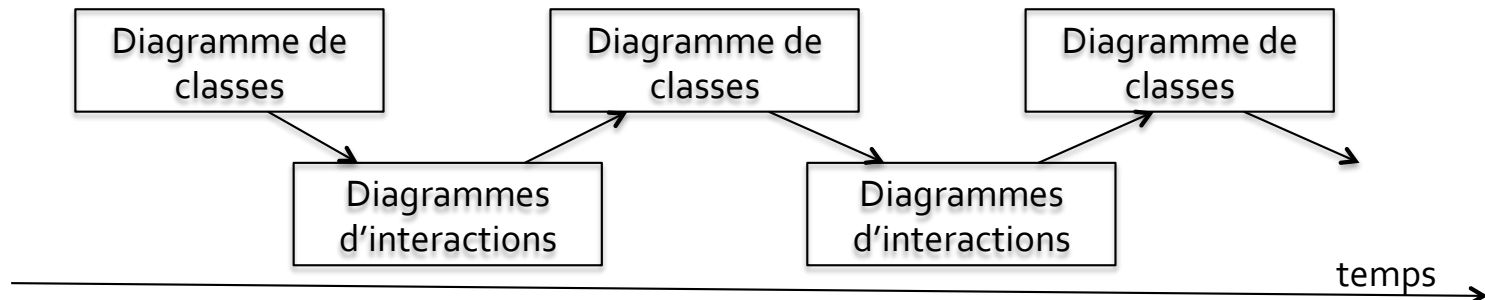 Diagramme de
classes
Diagramme de
classes
Diagramme de
classes
Diagrammes
d'interactions
Diagrammes
d'interactions
temps